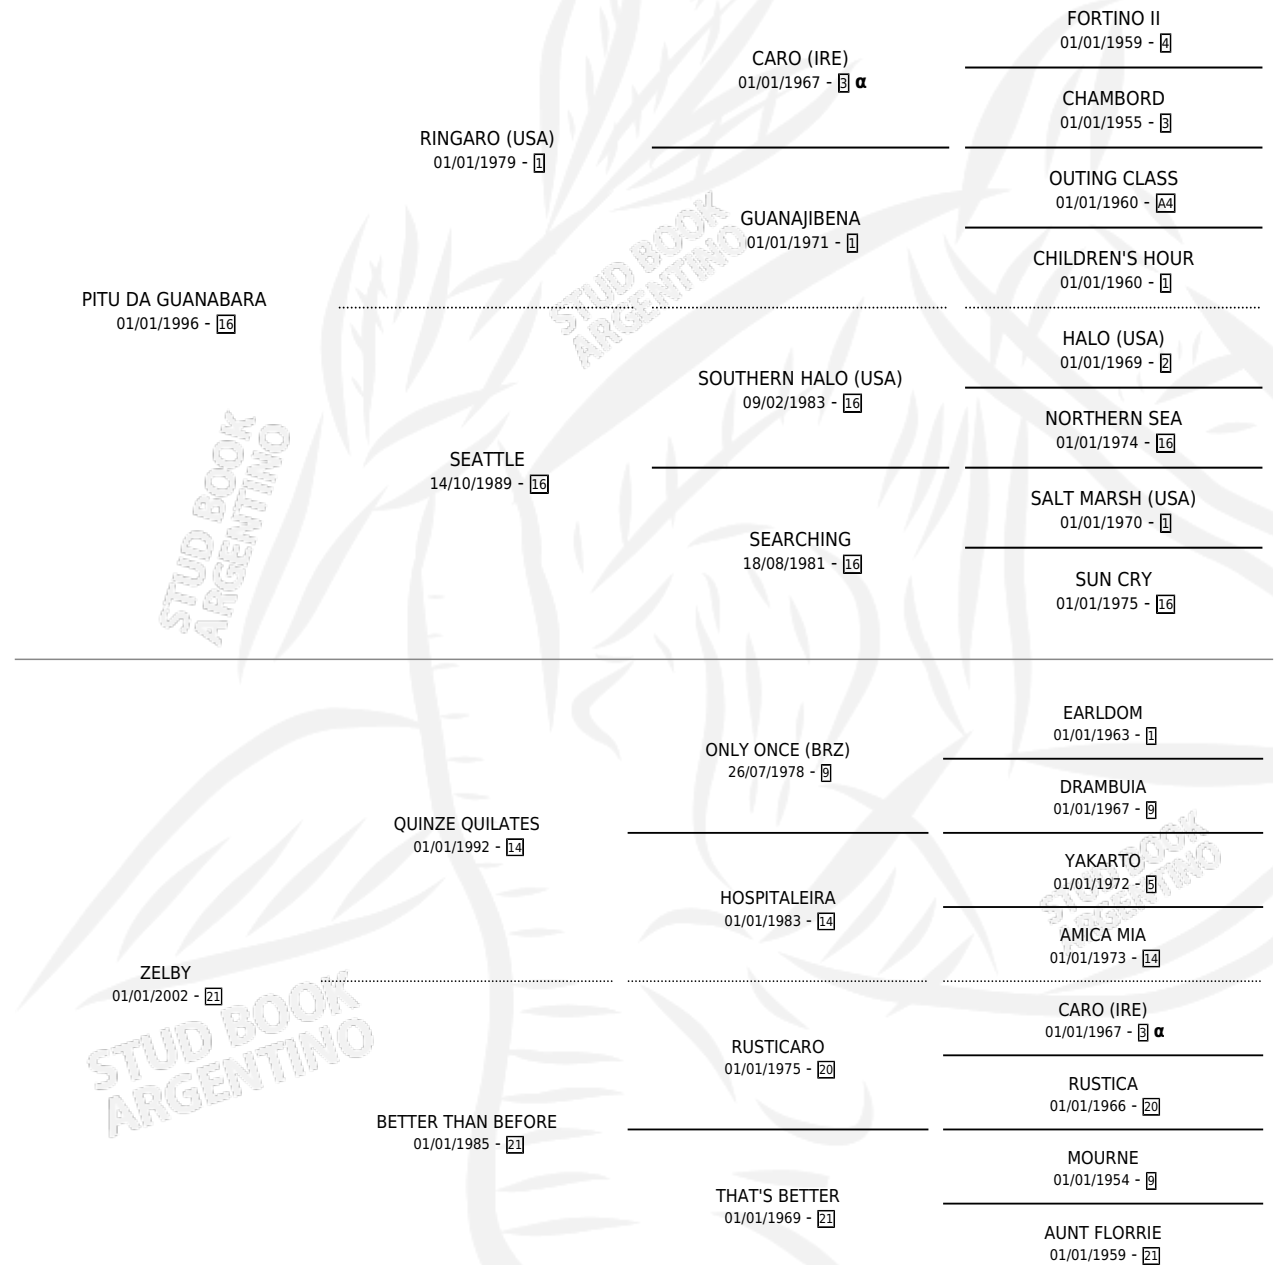 FORTINO II
01/01/1959 - 4
CARO (IRE)
01/01/1967 - 3 α
CHAMBORD
01/01/1955 - 3
RINGARO (USA)
01/01/1979 - 1
OUTING CLASS
01/01/1960 - A4
GUANAJIBENA
01/01/1971 - 1
CHILDREN'S HOUR
01/01/1960 - 1
PITU DA GUANABARA
01/01/1996 - 16
HALO (USA)
01/01/1969 - 2
SOUTHERN HALO (USA)
09/02/1983 - 16
NORTHERN SEA
01/01/1974 - 16
SEATTLE
14/10/1989 - 16
SALT MARSH (USA)
01/01/1970 - 1
SEARCHING
18/08/1981 - 16
SUN CRY
01/01/1975 - 16
STUD BOOK
ARGENTINO
STUD BOOK
ARGENTINO
EARLDOM
01/01/1963 - 1
ONLY ONCE (BRZ)
26/07/1978 - 9
DRAMBUIA
01/01/1967 - 9
QUINZE QUILATES
01/01/1992 - 14
YAKARTO
01/01/1972 - 5
HOSPITALEIRA
01/01/1983 - 14
AMICA MIA
01/01/1973 - 14
ZELBY
01/01/2002 - 21
CARO (IRE)
01/01/1967 - 3 α
RUSTICARO
01/01/1975 - 20
RUSTICA
01/01/1966 - 20
BETTER THAN BEFORE
01/01/1985 - 21
MOURNE
01/01/1954 - 9
THAT'S BETTER
01/01/1969 - 21
AUNT FLORRIE
01/01/1959 - 21
STUD BOOK
ARGENTINO
STUD BOOK
ARGENTINO